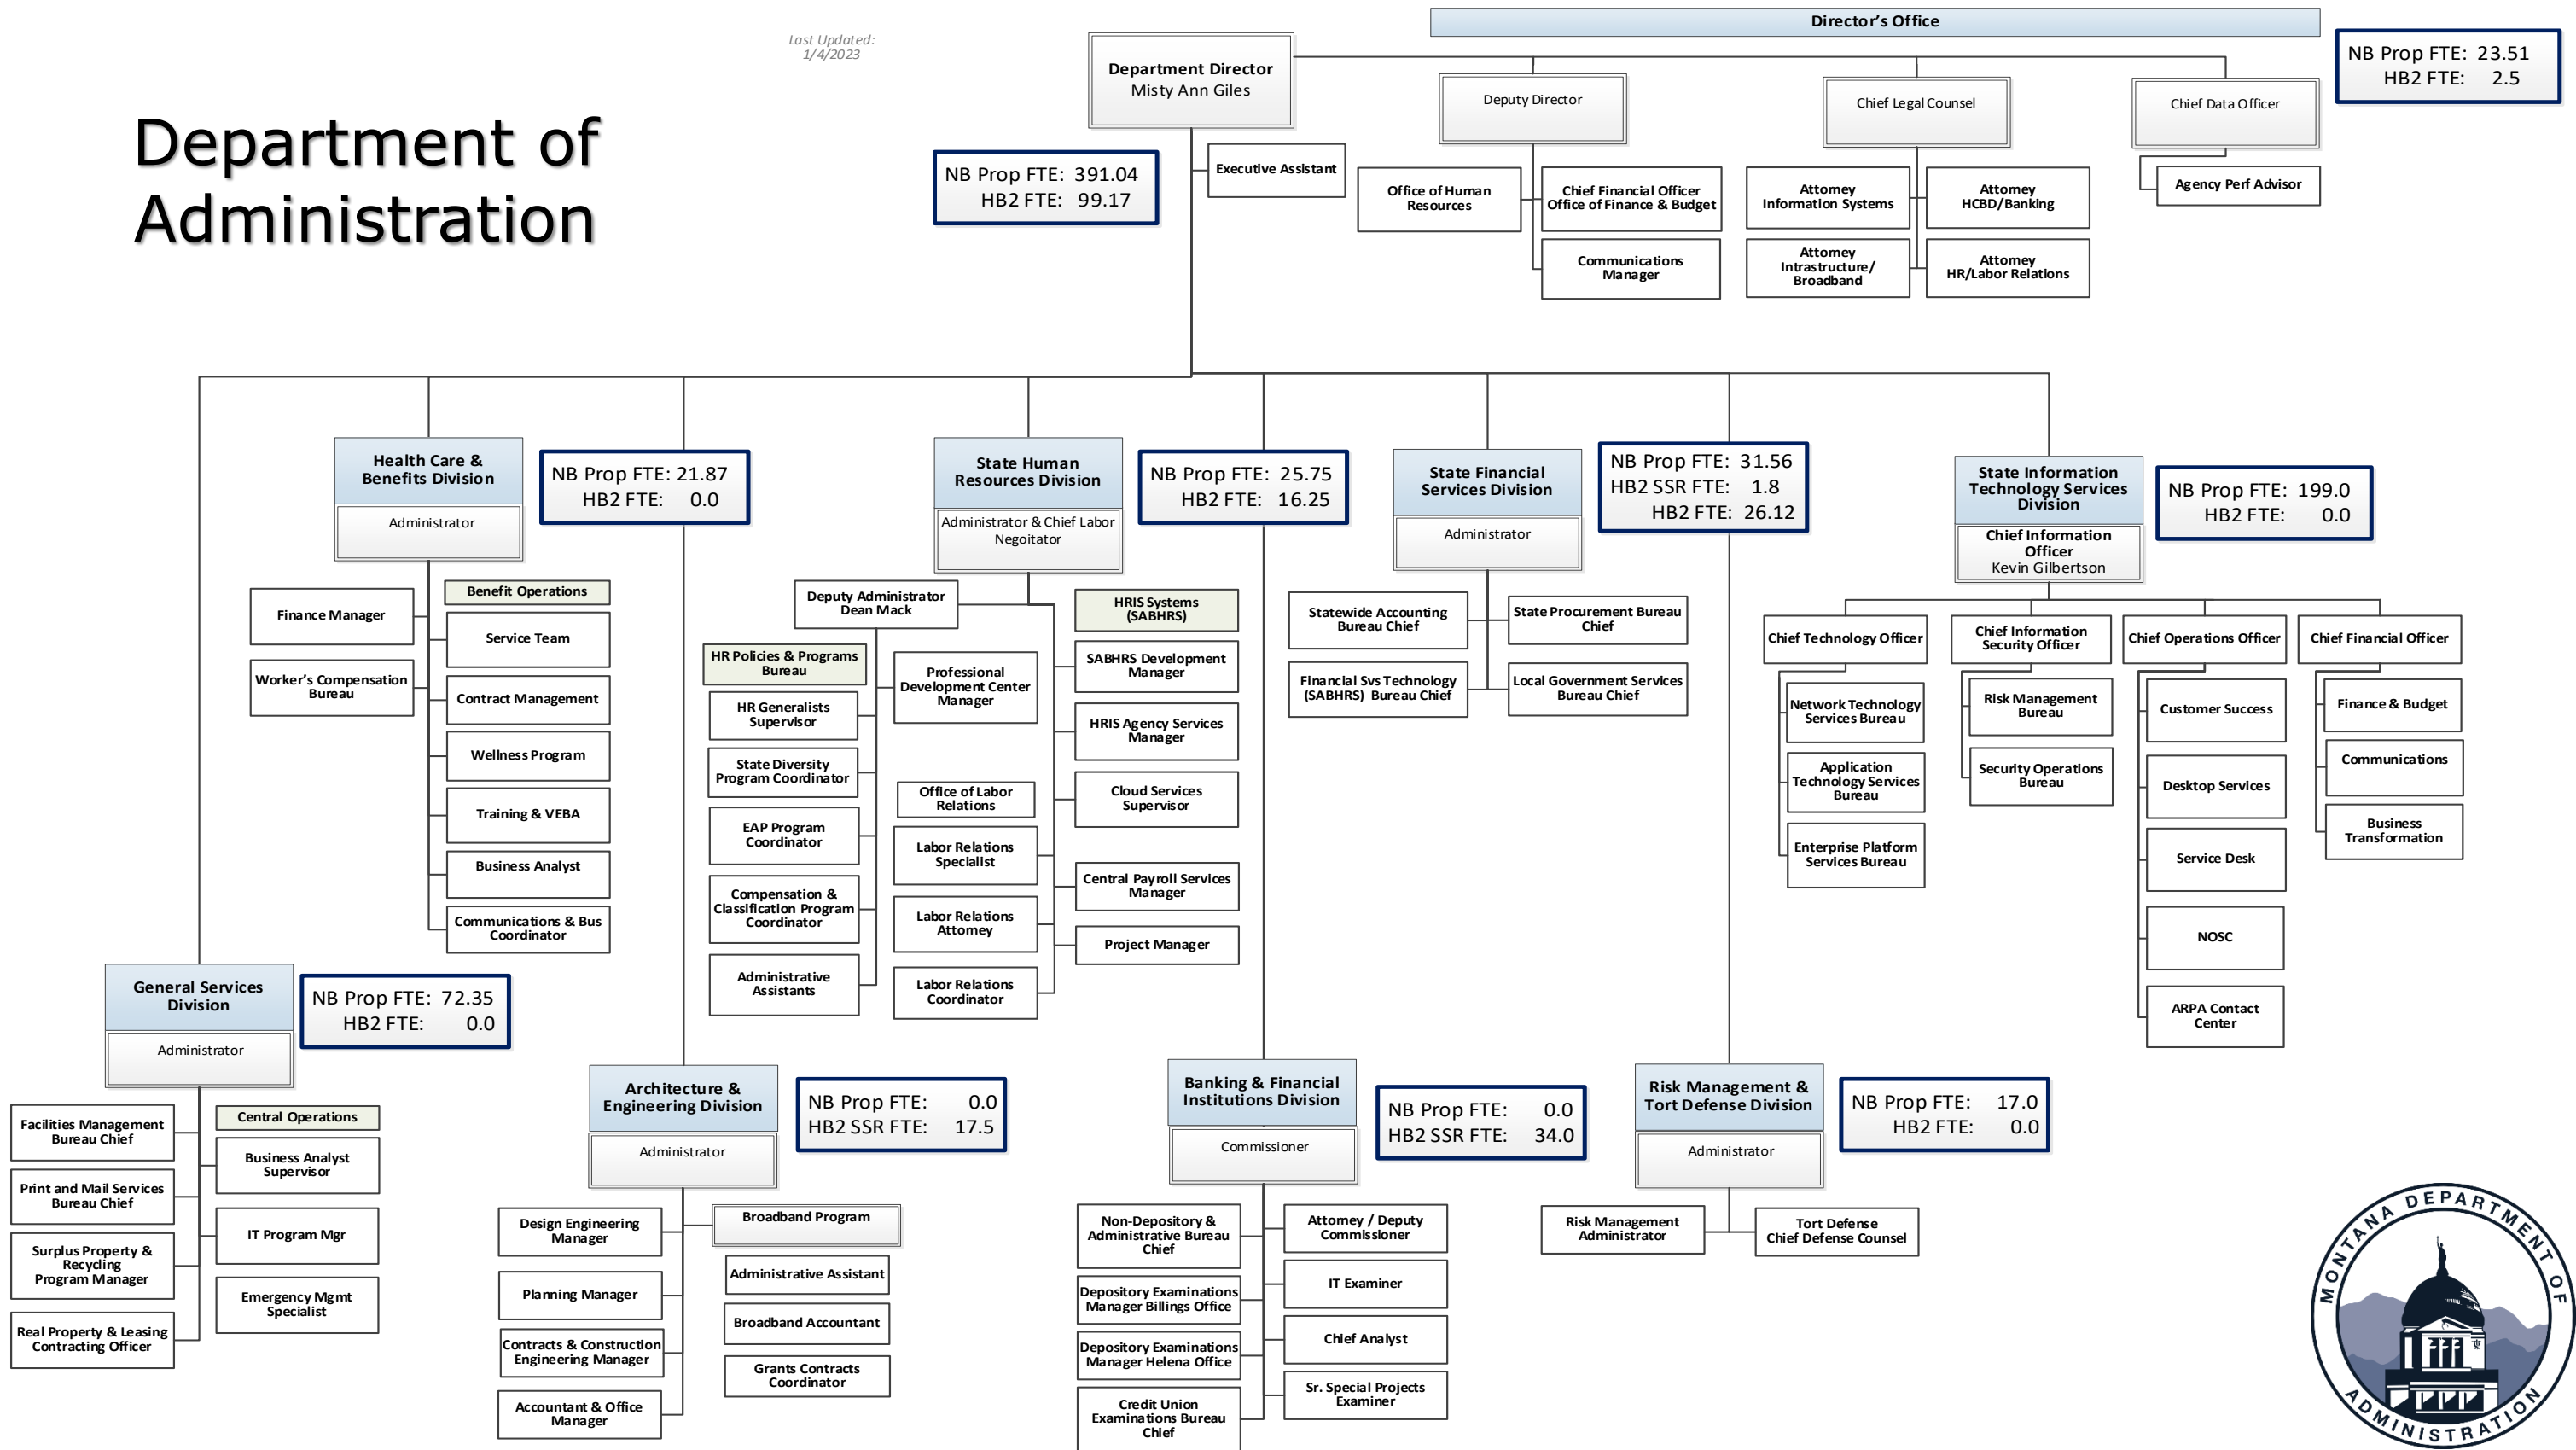 Director's Office
Last Updated:
1/4/2023
Department of
Administration
Department Director
Misty Ann Giles
NB Prop FTE: 23.51
HB2 FTE: 2.5
Deputy Director
Chief Legal Counsel
Chief Data Officer
NB Prop FTE: 391.04
HB2 FTE: 99.17
Executive Assistant
Office of Human
Resources
Chief Financial Officer
Office of Finance & Budget
Communications
Manager
Attorney
Information Systems
Attorney
HCBD/Banking
Attorney
Intrastructure/
Broadband
Attorney
HR/Labor Relations
Agency Perf Advisor
Health Care &
Benefits Division
Administrator
NB Prop FTE: 21.87
HB2 FTE: 0.0
Finance Manager
Worker's Compensation
Bureau
Benefit Operations
Service Team
Contract Management
Wellness Program
Training & VEBA
Business Analyst
Communications & Bus
Coordinator
State Human
Resources Division
Administrator & Chief Labor
Negoitator
NB Prop FTE: 25.75
HB2 FTE: 16.25
Deputy Administrator
Dean Mack
HR Policies & Programs
Bureau
HR Generalists
Supervisor
State Diversity
Program Coordinator
EAP Program
Coordinator
Compensation &
Classification Program
Coordinator
Administrative
Assistants
Professional
Development Center
Manager
Office of Labor
Relations
Labor Relations
Specialist
Labor Relations
Attorney
Labor Relations
Coordinator
HRIS Systems
(SABHRS)
SABHRS Development
Manager
HRIS Agency Services
Manager
Cloud Services
Supervisor
Central Payroll Services
Manager
Project Manager
State Financial
Services Division
Administrator
NB Prop FTE: 31.56
HB2 SSR FTE: 1.8
HB2 FTE: 26.12
Statewide Accounting
Bureau Chief
State Procurement Bureau
Chief
Financial Svs Technology
(SABHRS) Bureau Chief
Local Government Services
Bureau Chief
State Information
Technology Services
Division
Chief Information
Officer
Kevin Gilbertson
NB Prop FTE: 199.0
HB2 FTE: 0.0
Chief Technology Officer
Network Technology
Services Bureau
Application
Technology Services
Bureau
Enterprise Platform
Services Bureau
Chief Information
Security Officer
Risk Management
Bureau
Security Operations
Bureau
Chief Operations Officer
Customer Success
Desktop Services
Service Desk
NOSC
ARPA Contact
Center
Chief Financial Officer
Finance & Budget
Communications
Business
Transformation
General Services
Division
Administrator
NB Prop FTE: 72.35
HB2 FTE: 0.0
Facilities Management
Bureau Chief
Print and Mail Services
Bureau Chief
Surplus Property &
Recycling
Program Manager
Real Property & Leasing
Contracting Officer
Central Operations
Business Analyst
Supervisor
IT Program Mgr
Emergency Mgmt
Specialist
Architecture &
Engineering Division
Administrator
NB Prop FTE: 0.0
HB2 SSR FTE: 17.5
Design Engineering
Manager
Planning Manager
Contracts & Construction
Engineering Manager
Accountant & Office
Manager
Broadband Program
Administrative Assistant
Broadband Accountant
Grants Contracts
Coordinator
Banking & Financial
Institutions Division
Commissioner
NB Prop FTE: 0.0
HB2 SSR FTE: 34.0
Non-Depository &
Administrative Bureau
Chief
Depository Examinations
Manager Billings Office
Depository Examinations
Manager Helena Office
Credit Union
Examinations Bureau
Chief
Attorney / Deputy
Commissioner
IT Examiner
Chief Analyst
Sr. Special Projects
Examiner
Risk Management &
Tort Defense Division
Administrator
NB Prop FTE: 17.0
HB2 FTE: 0.0
Risk Management
Administrator
Tort Defense
Chief Defense Counsel
MONTANA DEPARTMENT OF
ADMINISTRATION